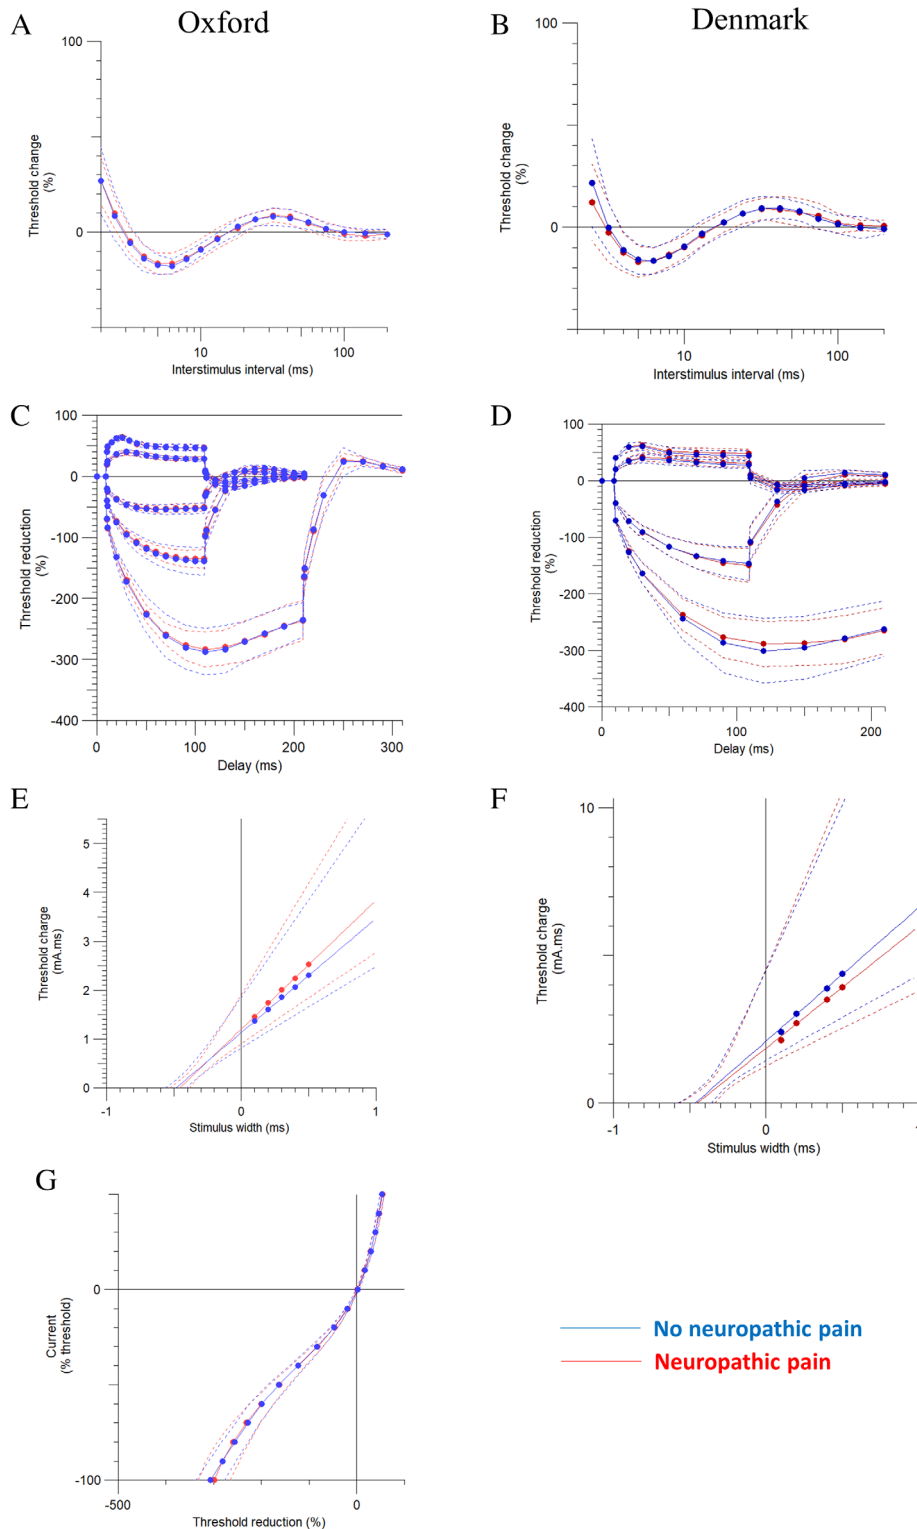 A Oxford
B Denmark
100
0
Threshold change
(%)
10 100
Interstimulus interval (ms)
100
0
Threshold change
(%)
10 100
Interstimulus interval (ms)
C
100
0
-100
-200
-300
-400
Threshold reduction
(%)
0 100 200 300
Delay (ms)
D
100
0
-100
-200
-300
-400
Threshold reduction
(%)
0 100 200
Delay (ms)
E
5
4
3
2
1
0
Threshold charge
(mA.ms)
-1 0 1
Stimulus width (ms)
F
10
0
Threshold charge
(mA.ms)
-1 0 1
Stimulus width (ms)
G
0
-100
Current
(% threshold)
-500 0
Threshold reduction (%)
No neuropathic pain
Neuropathic pain